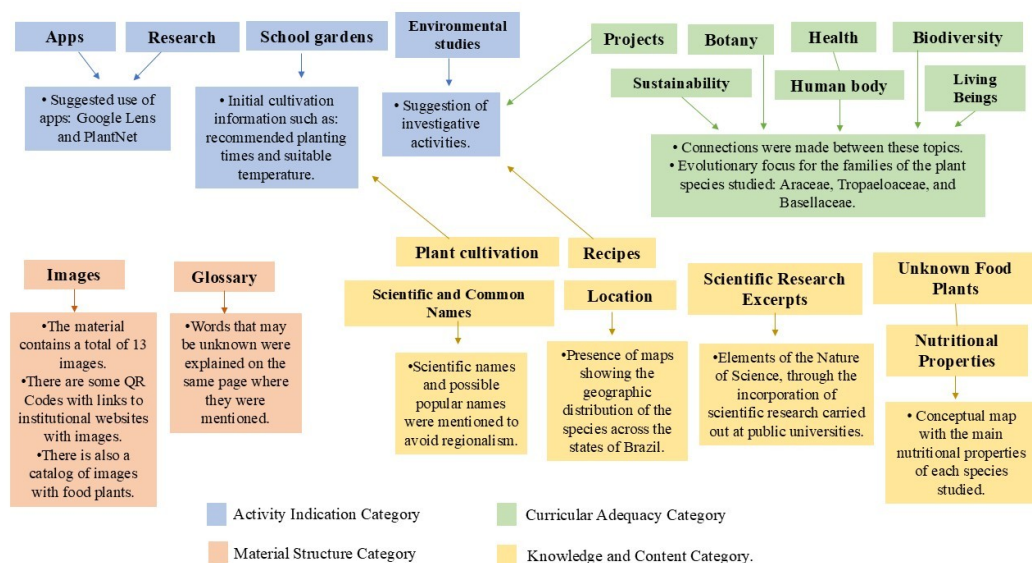 Apps
Research
School gardens
Environmental
studies
Projects
Botany
Health
Biodiversity
Sustainability
Human body
Living
Beings
• Suggested use of
apps: Google Lens
and PlantNet
• Initial cultivation
information such as:
recommended planting
times and suitable
temperature.
• Suggestion of
investigative
activities.
• Connections were made between these topics.
• Evolutionary focus for the families of the plant
species studied: Araceae, Tropaeloaceae, and
Basellaceae.
Plant cultivation
Recipes
Images
Glossary
Scientific and Common
Names
Location
Scientific Research
Excerpts
Unknown Food
Plants
Nutritional
Properties
•The
material
contains a total of 13
images.
•There are some QR
Codes with links to
institutional websites
with images.
•There is also a
catalog of images
with food plants.
•Words that may
be unknown were
explained on the
same page where
they were
mentioned.
•Scientific
names and
possible
popular names
were mentioned to
avoid regionalism.
•Presence of maps
showing the
geographic
distribution of the
species across the
states of Brazil.
•Elements of the Nature of
Science, through the
incorporation of
scientific research carried
out at public universities.
• Conceptual map
with the main
nutritional
properties of
each species
studied.
Activity Indication Category
Curricular Adequacy Category
Material Structure Category
Knowledge and Content Category.